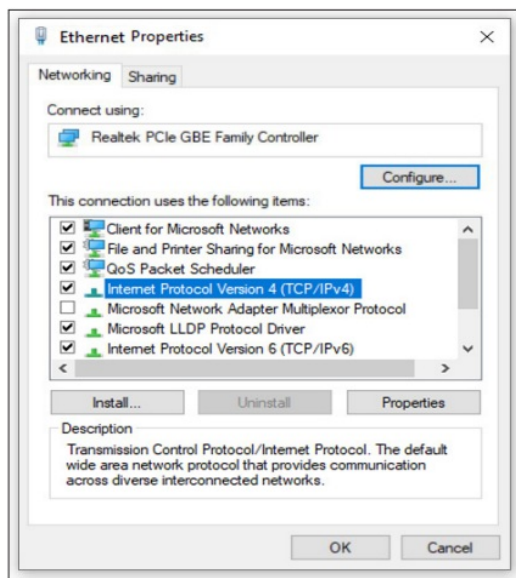 Ethernet Properties
Networking
Sharing
Connect using:
Realtek PCIe GBE Family Controller
Configure...
This connection uses the following items:
Client for Microsoft Networks
File and Printer Sharing for Microsoft Networks
QoS Packet Scheduler
Internet Protocol Version 4 (TCP/IPv4)
Microsoft Network Adapter Multiplexor Protocol
Microsoft LLDP Protocol Driver
Internet Protocol Version 6 (TCP/IPv6)
Install...
Uninstall
Properties
Description
Transmission Control Protocol/Internet Protocol. The default
wide area network protocol that provides communication
across diverse interconnected networks.
OK
Cancel